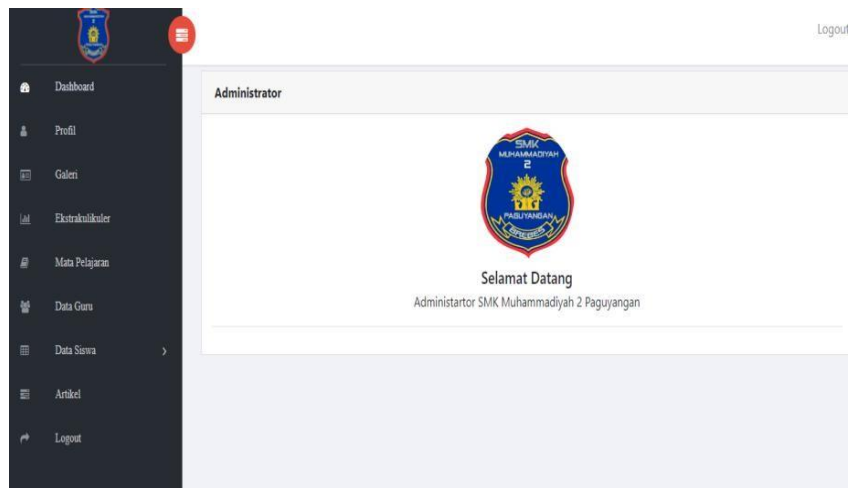 Logout
Dashboard
Profil
Galeri
Ekstrakulikuler
Mata Pelajaran
Data Guru
Data Siswa
Artikel
Logout
Administrator
SMK
MUHAMMADIYAH
2
PAGUYANGAN
BREBES
Selamat Datang
Administartor SMK Muhammadiyah 2 Paguyangan